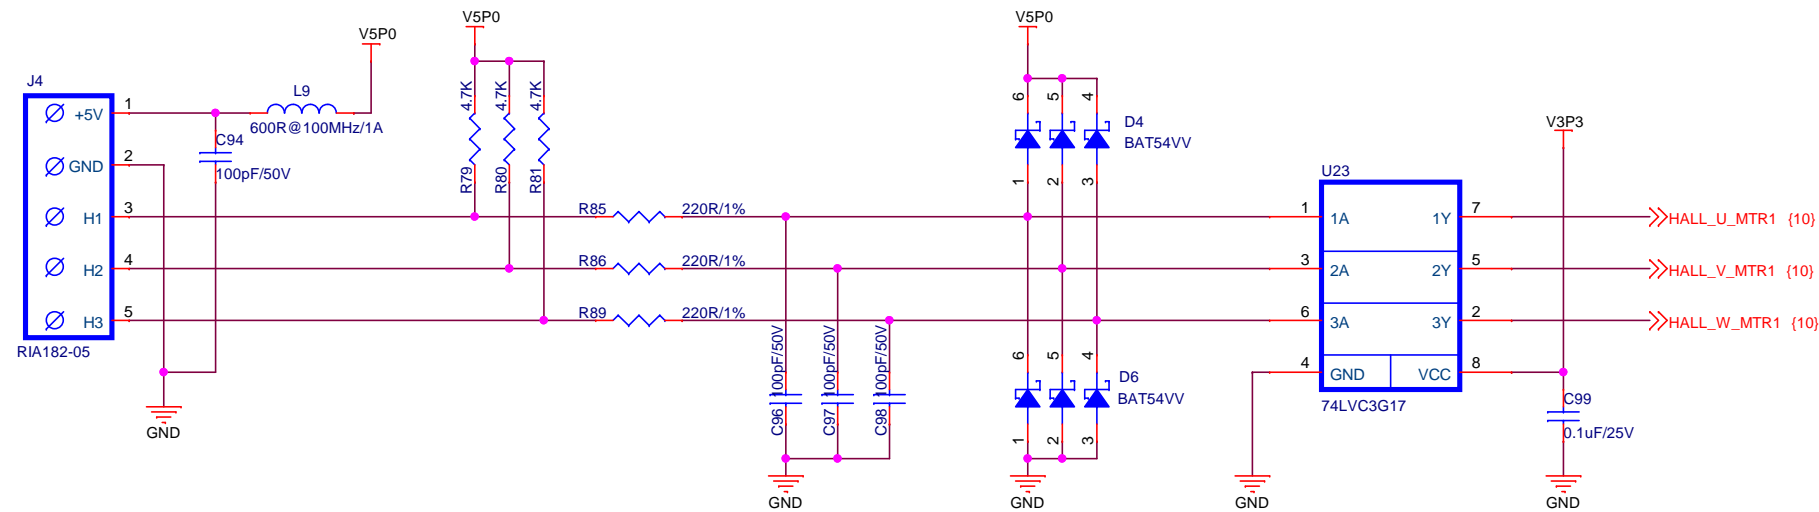 V5P0
V5P0
V5P0
J4
L9
600R@100MHz/1A
C94
100pF/50V
+5V
GND
H1
H2
H3
1
2
3
4
5
RIA182-05
GND
4.7K
4.7K
4.7K
R79
R80
R81
R85
220R/1%
R86
220R/1%
R89
220R/1%
100pF/50V
100pF/50V
100pF/50V
C96
C97
C98
GND
6
5
4
D4
BAT54VV
1
2
3
6
5
4
D6
BAT54VV
1
2
3
GND
U23
1
1A
1Y
7
3
2A
2Y
5
6
3A
3Y
2
4
GND
VCC
8
74LVC3G17
GND
V3P3
HALL_U_MTR1 {10}
HALL_V_MTR1 {10}
HALL_W_MTR1 {10}
C99
0.1uF/25V
GND